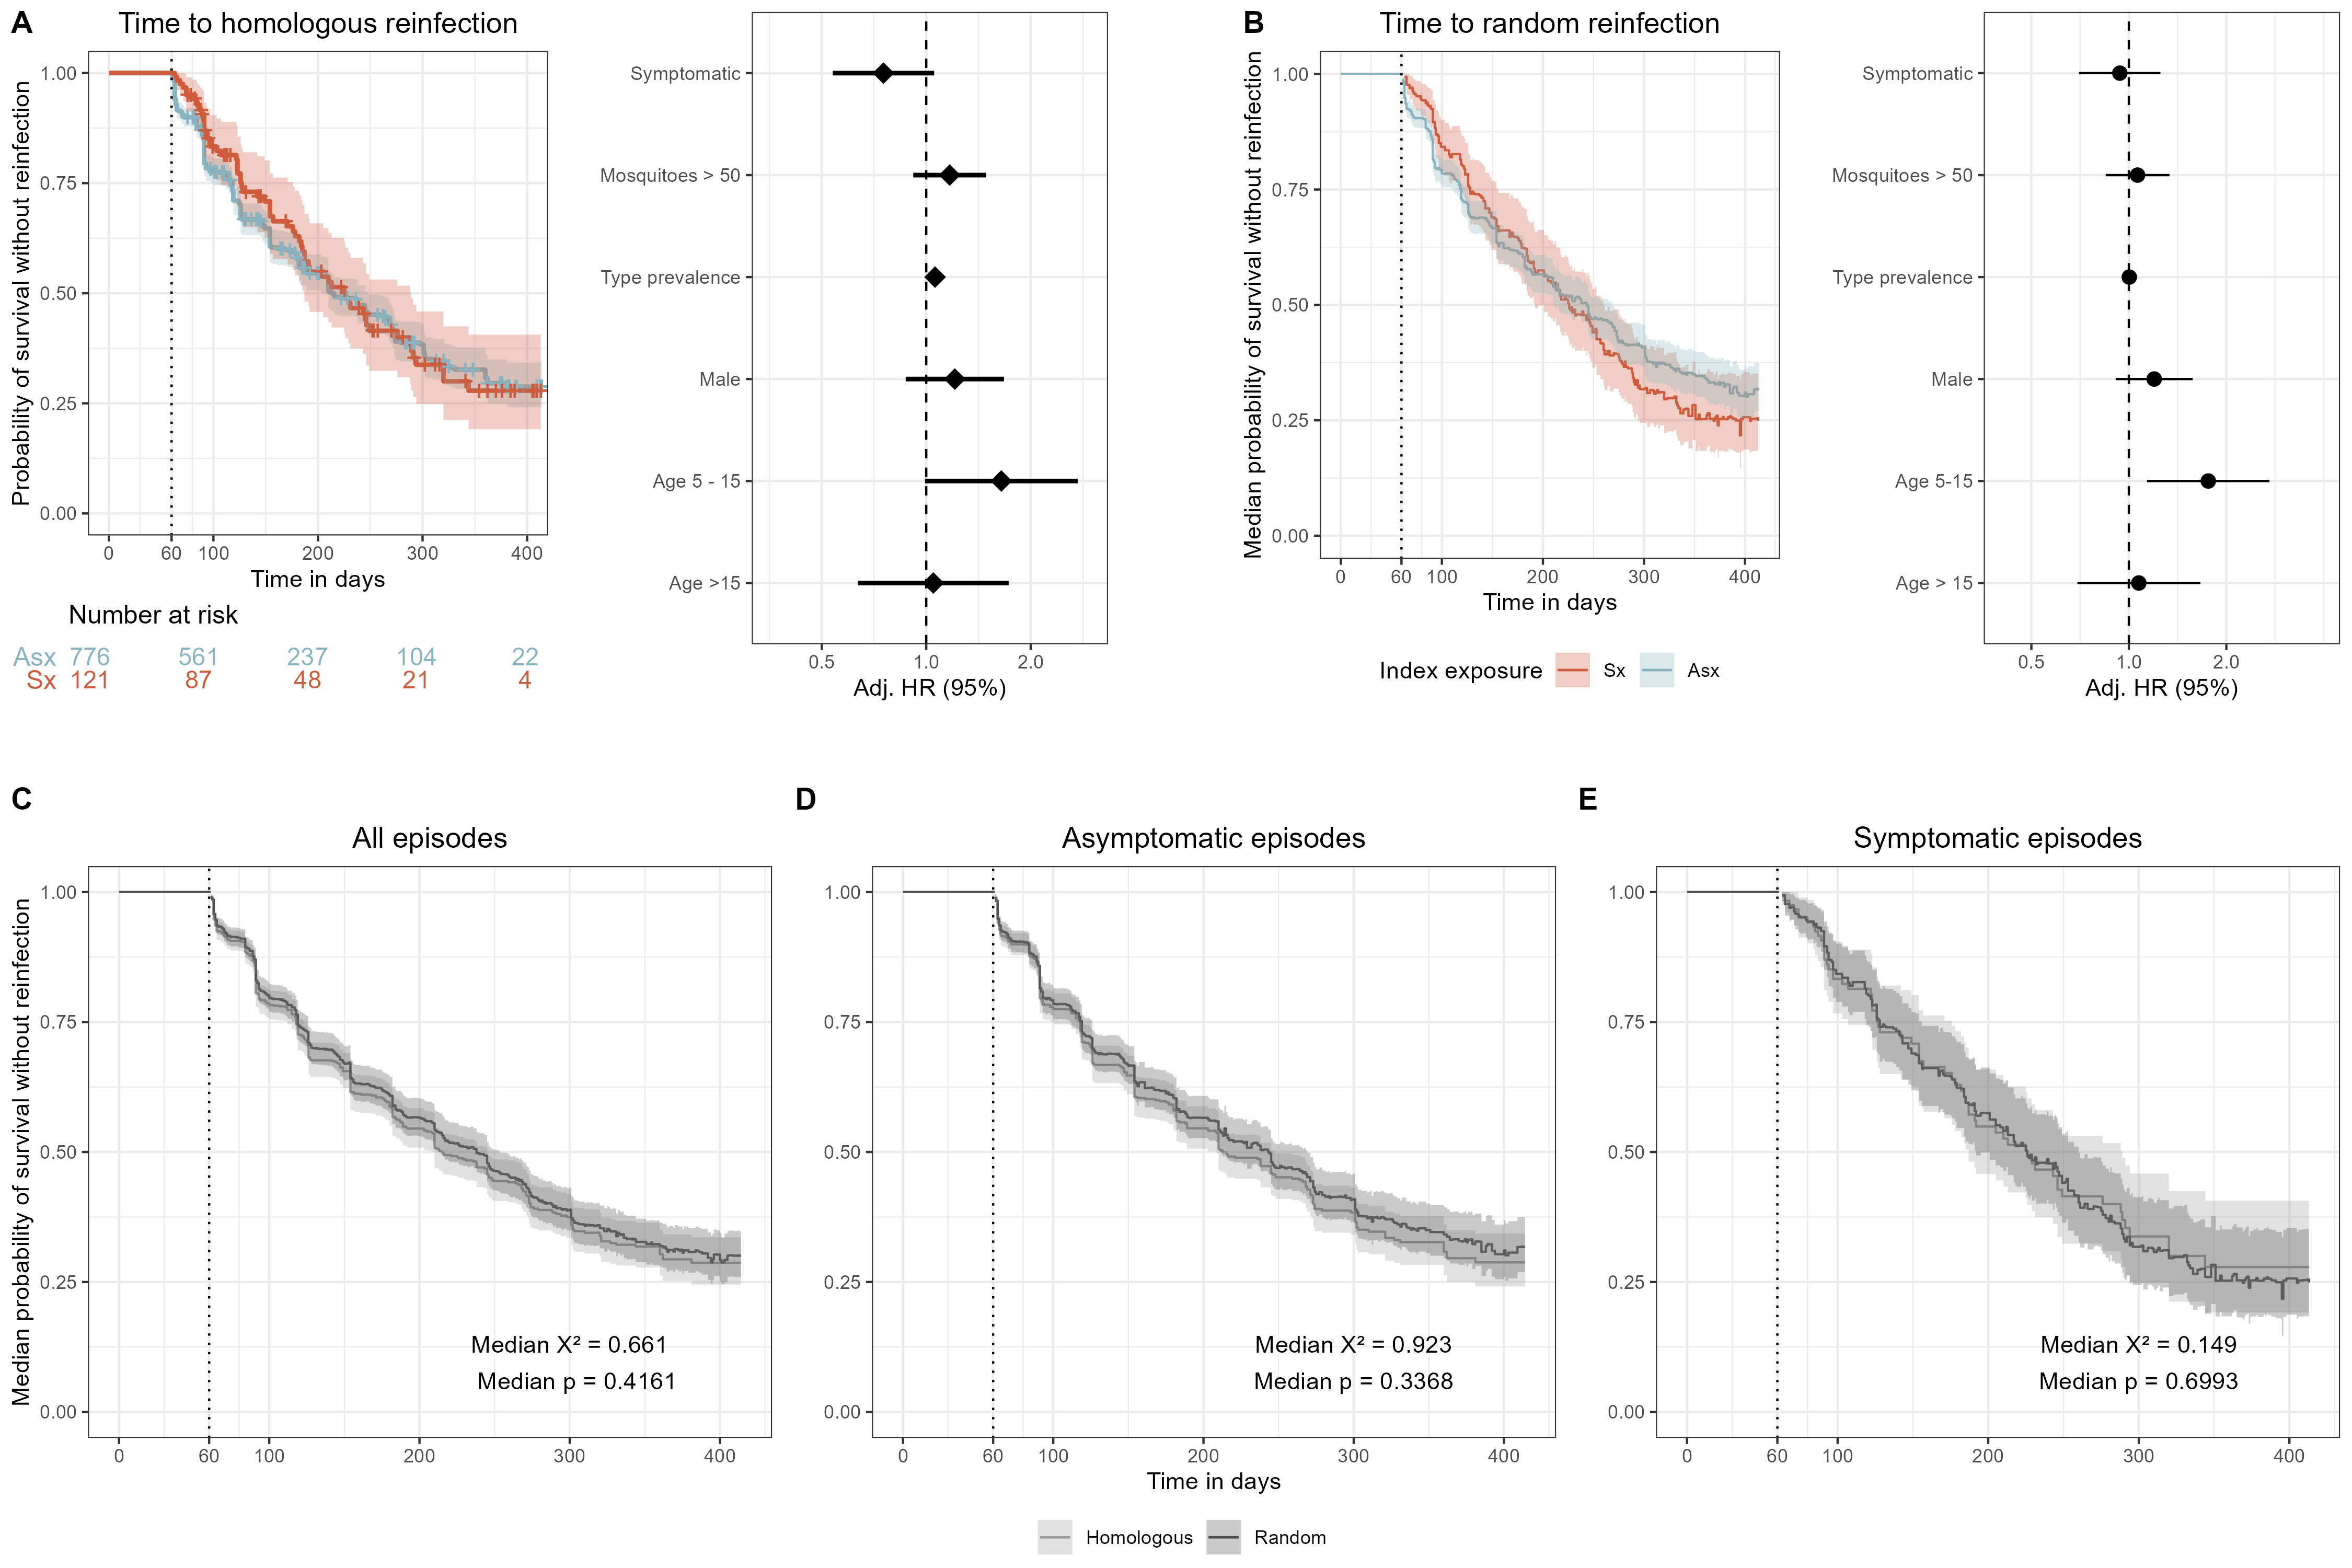 A
Time to homologous reinfection
Probability of survival without reinfection
1.00
0.75
0.50
0.25
0.00
0 60 100 200 300 400
Time in days
Number at risk
Asx 776 561 237 104 22
Sx 121 87 48 21 4
Symptomatic
Mosquitoes > 50
Type prevalence
Male
Age 5 - 15
Age >15
0.5 1.0 2.0
Adj. HR (95%)
B
Time to random reinfection
Median probability of survival without reinfection
1.00
0.75
0.50
0.25
0.00
0 60 100 200 300 400
Time in days
Index exposure Sx Asx
Symptomatic
Mosquitoes > 50
Type prevalence
Male
Age 5-15
Age > 15
0.5 1.0 2.0
Adj. HR (95%)
C
All episodes
Median probability of survival without reinfection
1.00
0.75
0.50
0.25
0.00
Median X² = 0.661
Median p = 0.4161
0 60 100 200 300 400
D
Asymptomatic episodes
1.00
0.75
0.50
0.25
0.00
Median X² = 0.923
Median p = 0.3368
0 60 100 200 300 400
Time in days
E
Symptomatic episodes
1.00
0.75
0.50
0.25
0.00
Median X² = 0.149
Median p = 0.6993
0 60 100 200 300 400
Homologous Random